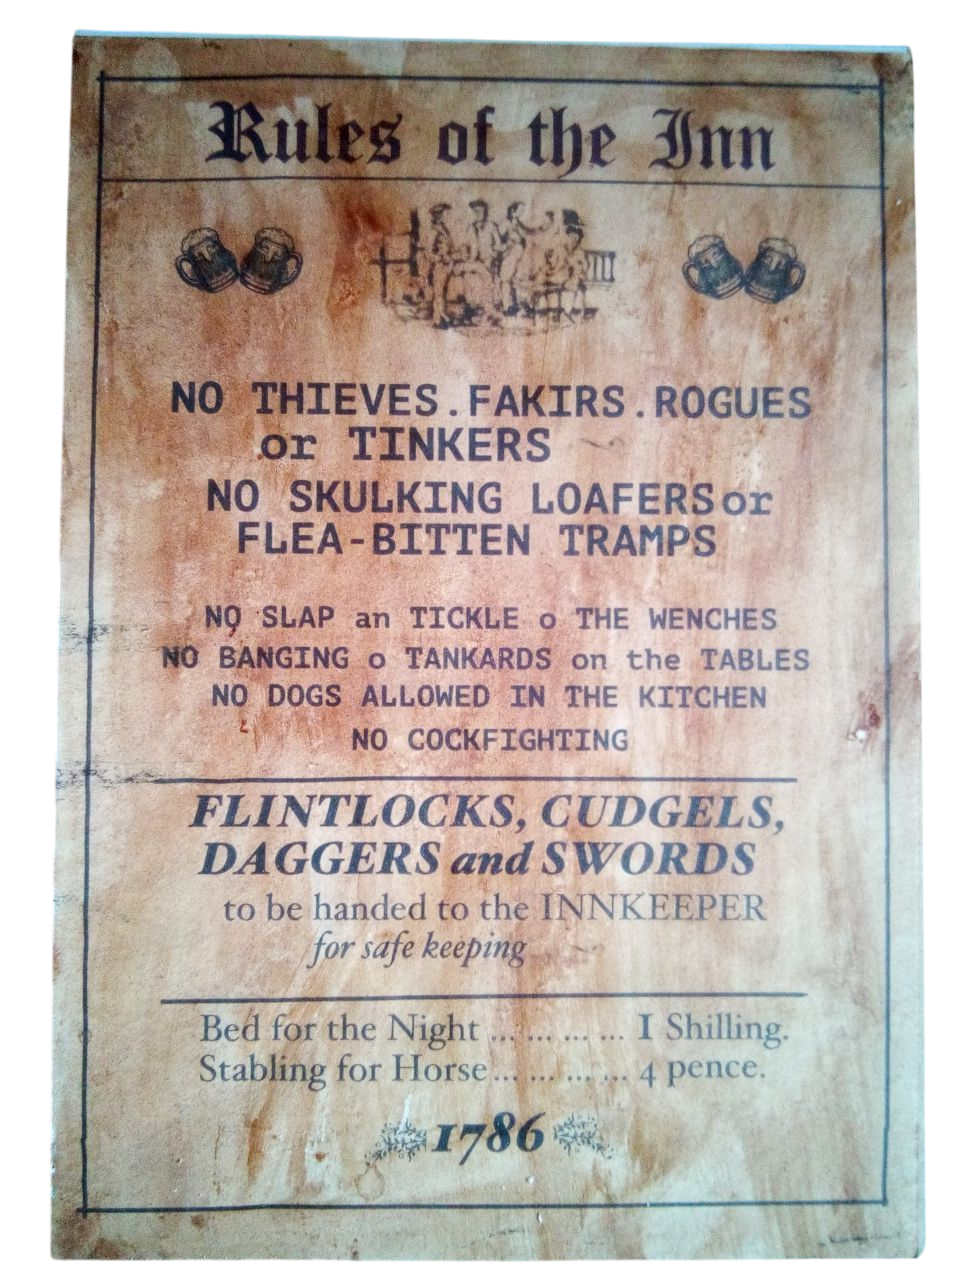 Rules of the Inn
NO THIEVES.FAKIRS.ROGUES
or TINKERS
NO SKULKING LOAFERS or
FLEA-BITTEN TRAMPS
NO SLAP an TICKLE o THE WENCHES
NO BANGING o TANKARDS on the TABLES
NO DOGS ALLOWED IN THE KITCHEN
NO COCKFIGHTING
FLINTLOCKS, CUDGELS,
DAGGERS and SWORDS
to be handed to the INNKEEPER
for safe keeping
Bed for the Night ... ... ... ... I Shilling.
Stabling for Horse ... ... ... ... 4 pence.
1786